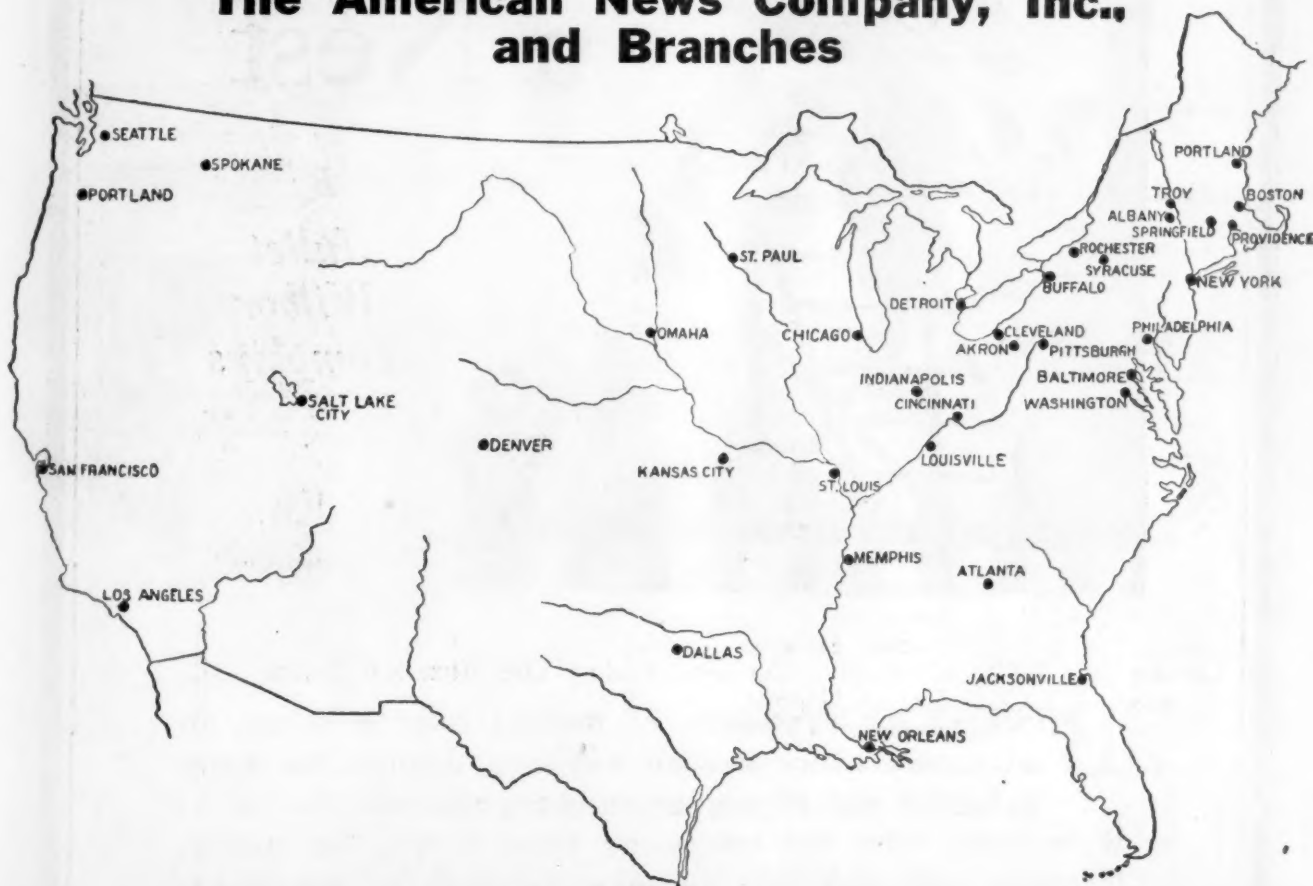 The American News Company, Inc.,
and Branches
SEATTLE
SPOKANE
PORTLAND
PORTLAND
TROY
BOSTON
ALBANY
SPRINGFIELD
PROVIDENCE
ROCHESTER
SYRACUSE
ST. PAUL
BUFFALO
NEW YORK
DETROIT
OMAHA
CHICAGO
CLEVELAND
PHILADELPHIA
AKRON
PITTSBURGH
INDIANAPOLIS
BALTIMORE
SALT LAKE
CITY
CINCINNATI
WASHINGTON
DENVER
LOUISVILLE
SAN FRANCISCO
KANSAS CITY
ST. LOUIS
MEMPHIS
ATLANTA
LOS ANGELES
DALLAS
JACKSONVILLE
NEW ORLEANS